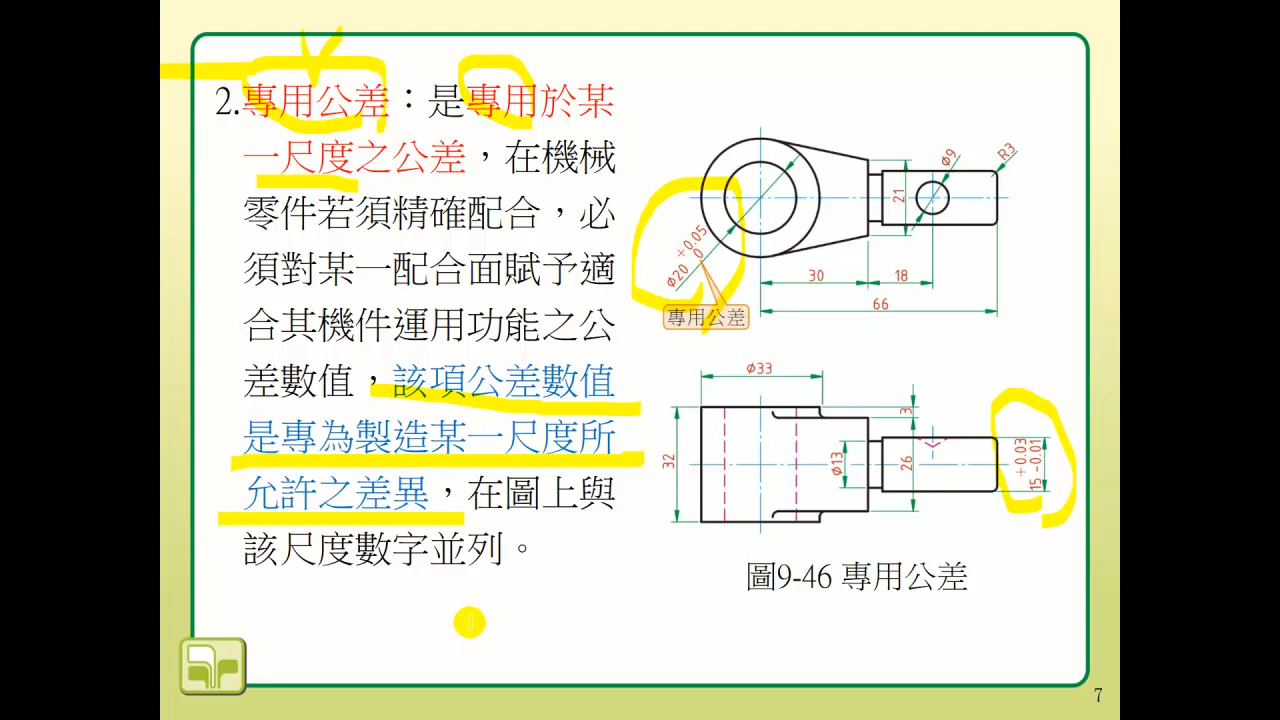 2.專用公差：是專用於某
一尺度之公差，在機械
零件若須精確配合，必
須對某一配合面賦予適
合其機件運用功能之公
差數值，該項公差數值
是專為製造某一尺度所
允許之差異，在圖上與
該尺度數字並列。
ϕ9
R3
21
+0.05
ϕ20 0
30
18
66
專用公差
ϕ33
3
32
ϕ13
26
+0.03
15 -0.01
圖9-46 專用公差
7